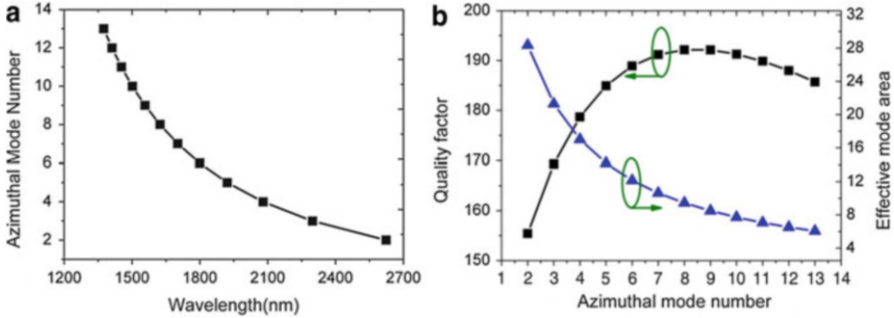 a
14
12
10
8
6
4
2
Azimuthal Mode Number
1200 1500 1800 2100 2400 2700
Wavelength(nm)
b
200
190
180
170
160
150
Quality factor
32
28
24
20
16
12
8
4
Effective mode area
1 2 3 4 5 6 7 8 9 10 11 12 13 14
Azimuthal mode number